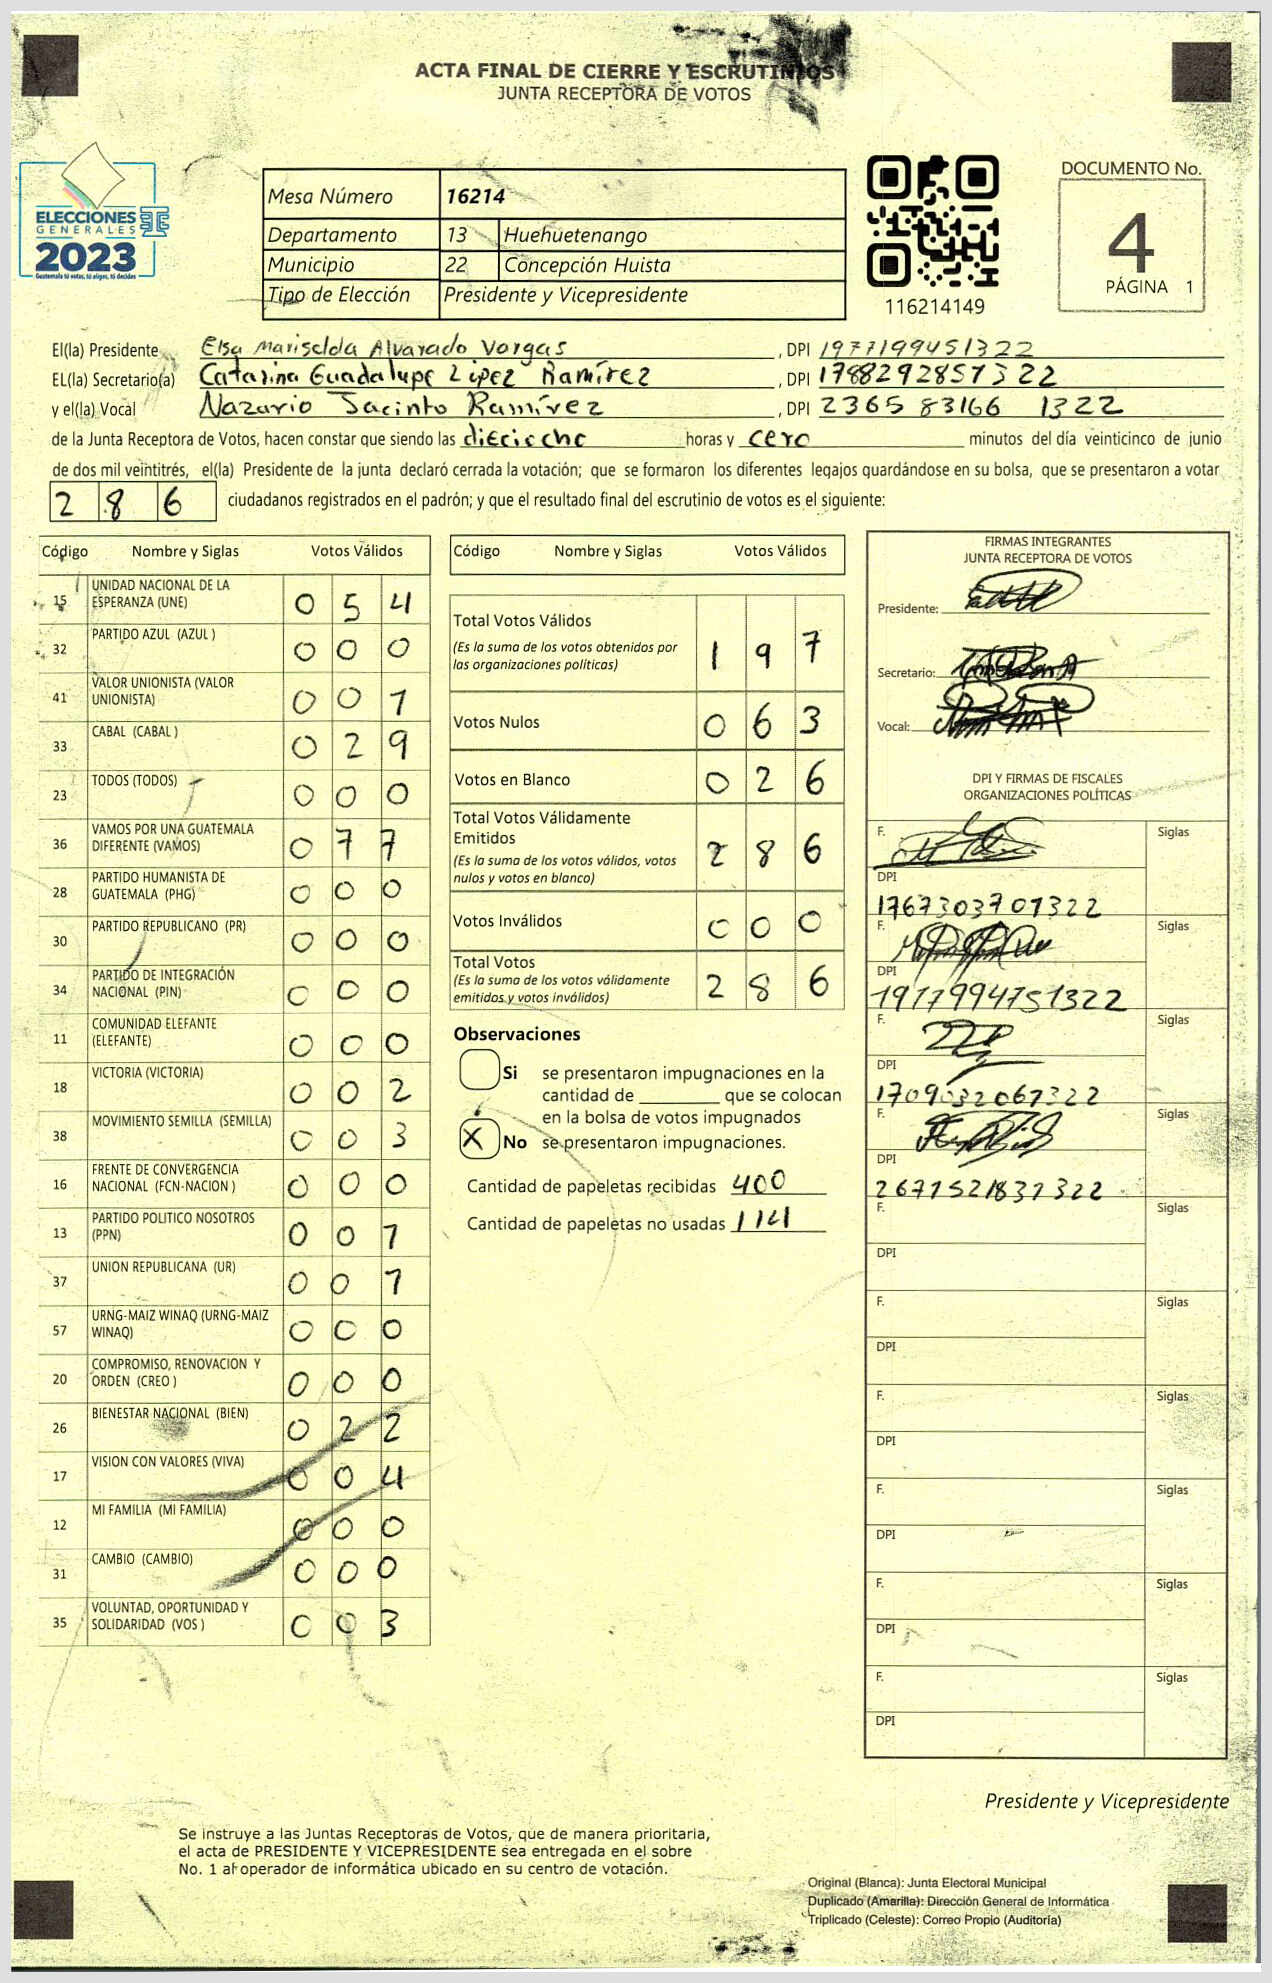 ACTA FINAL DE CIERRE Y ESCRUTINIOS
JUNTA RECEPTORA DE VOTOS
ELECCIONES
GENERALES
2023
Guatemala tú votas, tú eliges, tú decides
Mesa Número 16214
Departamento 13 Huehuetenango
Municipio 22 Concepción Huista
Tipo de Elección Presidente y Vicepresidente
116214149
DOCUMENTO No.
4
PÁGINA 1
El(la) Presidente Elsa Mariselda Alvarado Vargas, DPI 1977199451322
EL(la) Secretario(a) Catarina Guadalupe López Ramírez, DPI 1788292851322
y el(la) Vocal Nazario Jacinto Ramírez, DPI 2365 83166 1322
de la Junta Receptora de Votos, hacen constar que siendo las dieciocho horas y cero minutos del día veinticinco de junio
de dos mil veintitrés, el(la) Presidente de la junta declaró cerrada la votación; que se formaron los diferentes legajos guardándose en su bolsa, que se presentaron a votar
286 ciudadanos registrados en el padrón; y que el resultado final del escrutinio de votos es el siguiente:
Código Nombre y Siglas Votos Válidos
15 UNIDAD NACIONAL DE LA ESPERANZA (UNE) 0 5 4
32 PARTIDO AZUL (AZUL ) 0 0 0
41 VALOR UNIONISTA (VALOR UNIONISTA) 0 0 1
33 CABAL (CABAL ) 0 2 9
23 TODOS (TODOS) 0 0 0
36 VAMOS POR UNA GUATEMALA DIFERENTE (VAMOS) 0 7 7
28 PARTIDO HUMANISTA DE GUATEMALA (PHG) 0 0 0
30 PARTIDO REPUBLICANO (PR) 0 0 0
34 PARTIDO DE INTEGRACIÓN NACIONAL (PIN) 0 0 0
11 COMUNIDAD ELEFANTE (ELEFANTE) 0 0 0
18 VICTORIA (VICTORIA) 0 0 2
38 MOVIMIENTO SEMILLA (SEMILLA) 0 0 3
16 FRENTE DE CONVERGENCIA NACIONAL (FCN-NACION ) 0 0 0
13 PARTIDO POLITICO NOSOTROS (PPN) 0 0 1
37 UNION REPUBLICANA (UR) 0 0 1
57 URNG-MAIZ WINAQ (URNG-MAIZ WINAQ) 0 0 0
20 COMPROMISO, RENOVACION Y ORDEN (CREO ) 0 0 0
26 BIENESTAR NACIONAL (BIEN) 0 2 2
17 VISION CON VALORES (VIVA) 0 0 4
12 MI FAMILIA (MI FAMILIA) 0 0 0
31 CAMBIO (CAMBIO) 0 0 0
35 VOLUNTAD, OPORTUNIDAD Y SOLIDARIDAD (VOS ) 0 0 3
Código Nombre y Siglas Votos Válidos
Total Votos Válidos 1 9 7
(Es la suma de los votos obtenidos por
las organizaciones políticas)
Votos Nulos 0 6 3
Votos en Blanco 0 2 6
Total Votos Válidamente
Emitidos 2 8 6
(Es la suma de los votos válidos, votos
nulos y votos en blanco)
Votos Inválidos 0 0 0
Total Votos 2 8 6
(Es la suma de los votos válidamente
emitidos y votos inválidos)
Observaciones
Si se presentaron impugnaciones en la
cantidad de ________ que se colocan
en la bolsa de votos impugnados
X No se presentaron impugnaciones.
Cantidad de papeletas recibidas 400
Cantidad de papeletas no usadas 114
FIRMAS INTEGRANTES
JUNTA RECEPTORA DE VOTOS
Presidente:
Secretario:
Vocal:
DPI Y FIRMAS DE FISCALES
ORGANIZACIONES POLÍTICAS
F. Siglas
DPI
1767303701322
F. Siglas
DPI
1977994751322
F. Siglas
DPI
1709032061322
F. Siglas
DPI
2671521831322
F. Siglas
DPI
F. Siglas
DPI
F. Siglas
DPI
F. Siglas
DPI
F. Siglas
DPI
F. Siglas
DPI
Presidente y Vicepresidente
Se instruye a las Juntas Receptoras de Votos, que de manera prioritaria,
el acta de PRESIDENTE Y VICEPRESIDENTE sea entregada en el sobre
No. 1 al operador de informática ubicado en su centro de votación.
Original (Blanca): Junta Electoral Municipal
Duplicado (Amarilla): Dirección General de Informática
Triplicado (Celeste): Correo Propio (Auditoría)